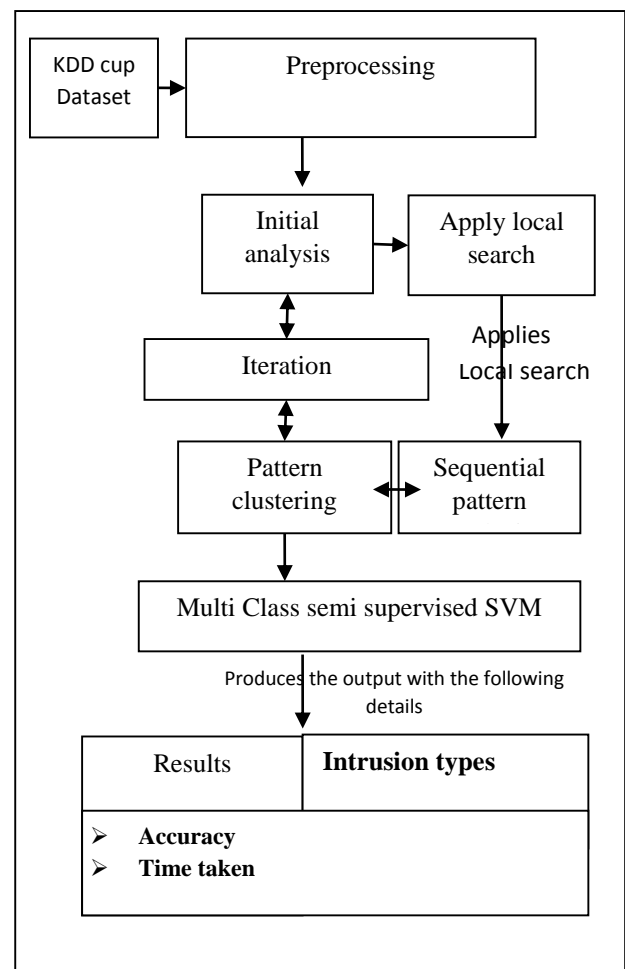 KDD cup
Dataset
Preprocessing
Initial
analysis
Apply local
search
Applies
Local search
Iteration
Pattern
clustering
Sequential
pattern
Multi Class semi supervised SVM
Produces the output with the following
details
Results
Intrusion types
➢ Accuracy
➢ Time taken